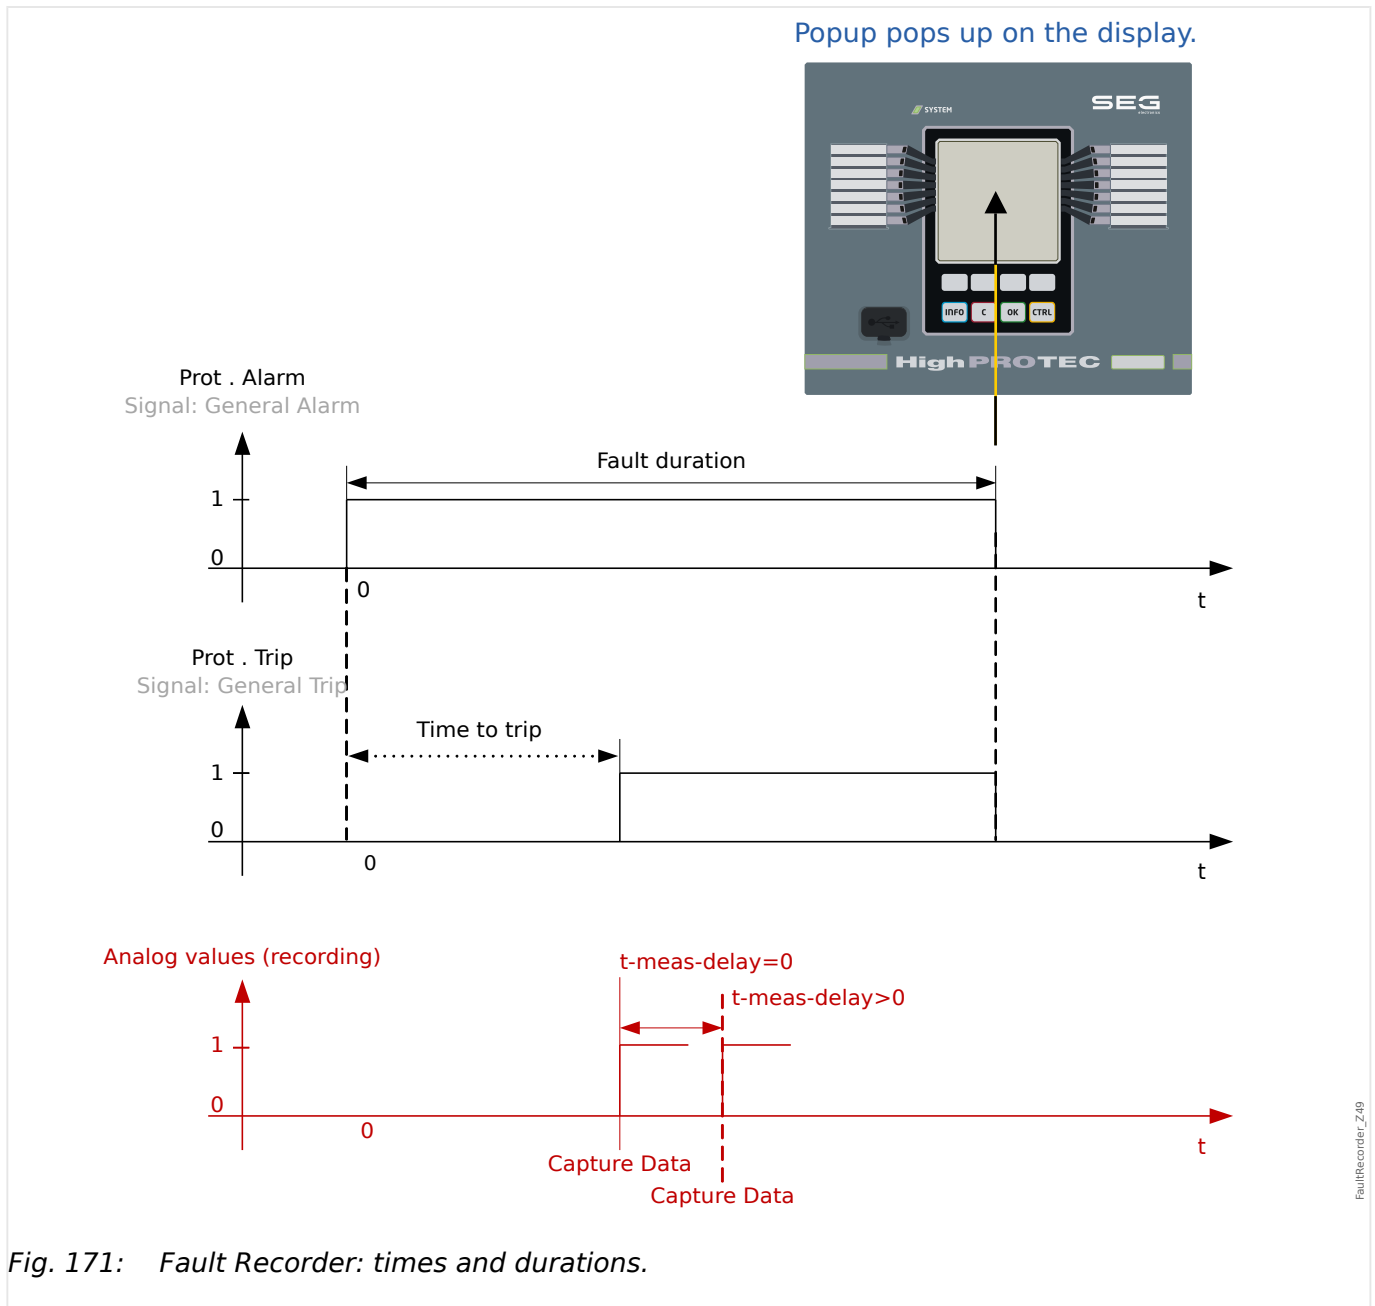 Popup pops up on the display.
SYSTEM
SEG
electronics
INFO
C
OK
CTRL
HighPROTEC
Prot . Alarm
Signal: General Alarm
Fault duration
1
0
0
t
Prot . Trip
Signal: General Trip
Time to trip
1
0
0
t
Analog values (recording)
t-meas-delay=0
t-meas-delay>0
1
0
0
t
Capture Data
Capture Data
FaultRecorder_Z49
Fig. 171: Fault Recorder: times and durations.